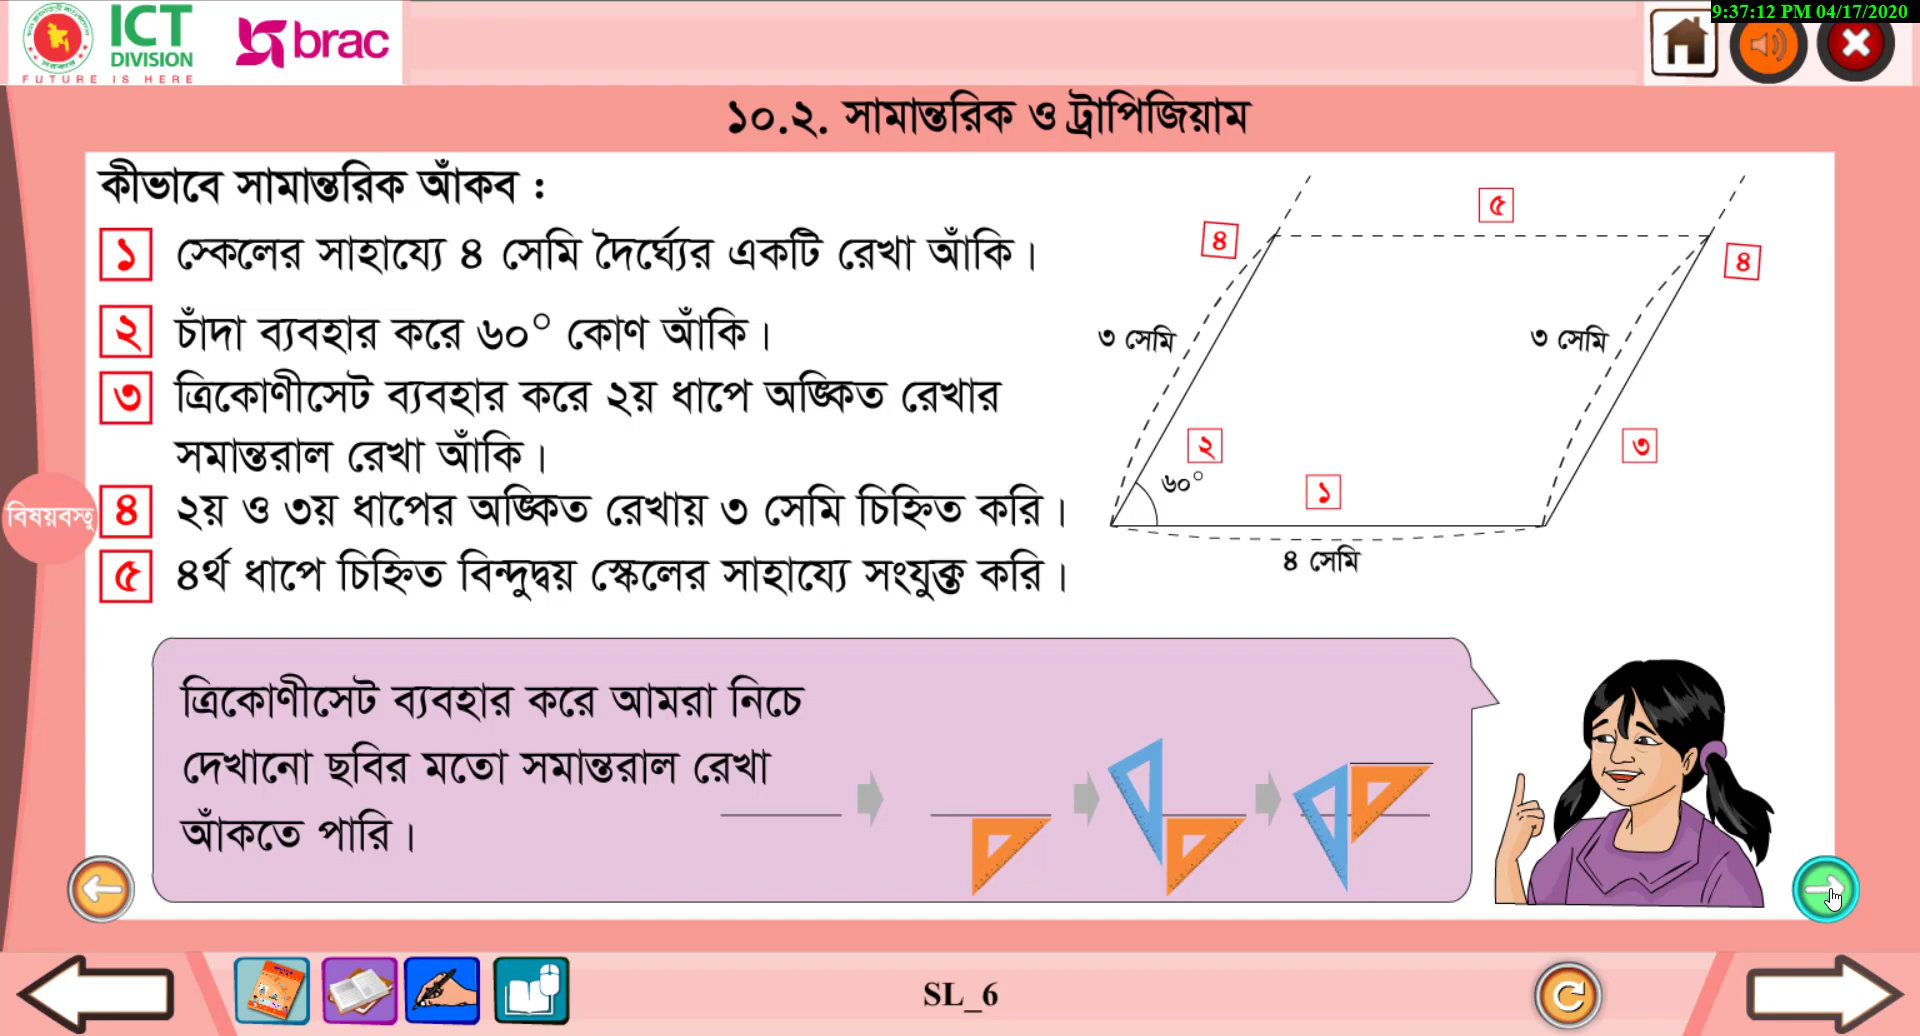 9:37:12 PM 04/17/2020
ICT
DIVISION
FUTURE IS HERE
brac
১০.২. সামান্তরিক ও ট্রাপিজিয়াম
কীভাবে সামান্তরিক আঁকব :
১ স্কেলের সাহায্যে ৪ সেমি দৈর্ঘ্যের একটি রেখা আঁকি।
২ চাঁদা ব্যবহার করে ৬০° কোণ আঁকি।
৩ ত্রিকোণীসেট ব্যবহার করে ২য় ধাপে অঙ্কিত রেখার
সমান্তরাল রেখা আঁকি।
৪ ২য় ও ৩য় ধাপের অঙ্কিত রেখায় ৩ সেমি চিহ্নিত করি।
৫ ৪র্থ ধাপে চিহ্নিত বিন্দুদ্বয় স্কেলের সাহায্যে সংযুক্ত করি।
বিষয়বস্তু
৫
৪
৪
৩ সেমি
৩ সেমি
২
৩
৬০°
১
৪ সেমি
ত্রিকোণীসেট ব্যবহার করে আমরা নিচে
দেখানো ছবির মতো সমান্তরাল রেখা
আঁকতে পারি।
SL_6